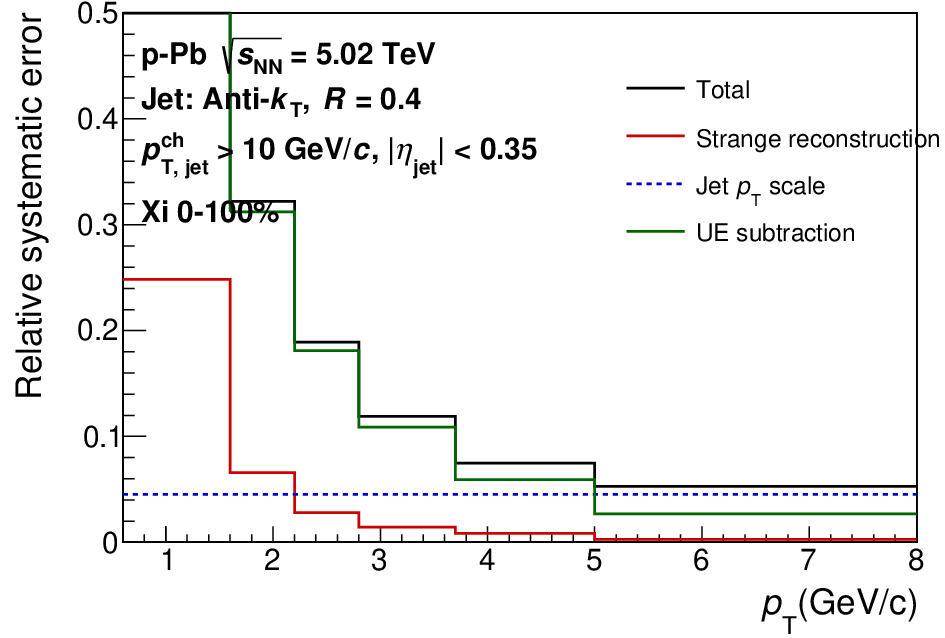 Relative systematic error
0.5
0.4
0.3
0.2
0.1
0
p-Pb √sNN = 5.02 TeV
Jet: Anti-kT, R = 0.4
pchT, jet > 10 GeV/c, |ηjet| < 0.35
Xi 0-100%
Total
Strange reconstruction
Jet pT scale
UE subtraction
1 2 3 4 5 6 7 8
pT(GeV/c)